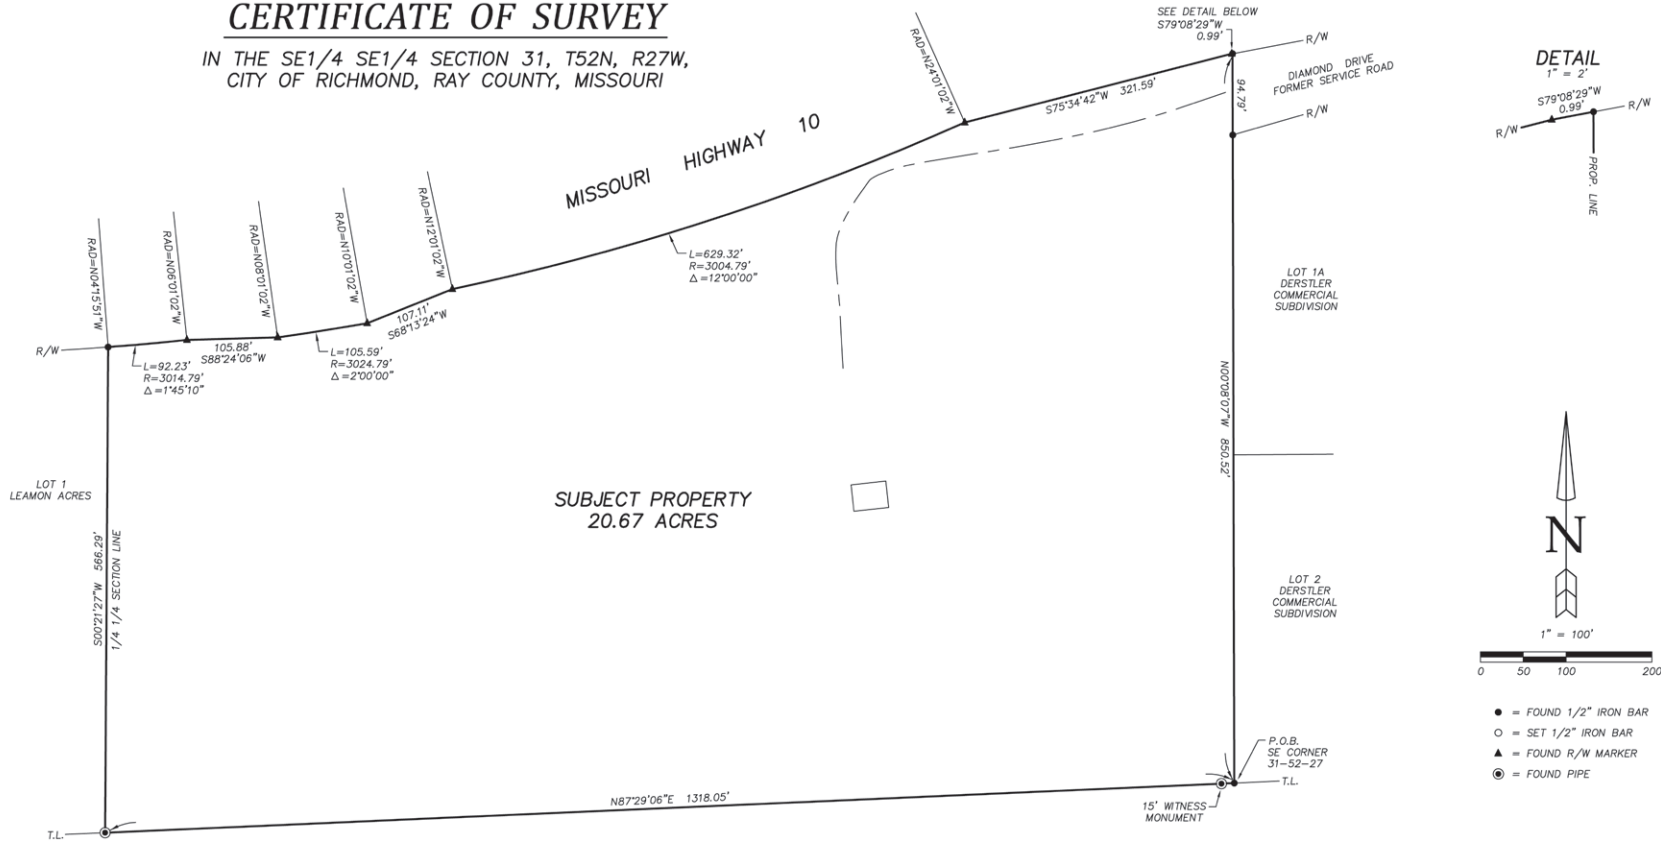 CERTIFICATE OF SURVEY
IN THE SE1/4 SE1/4 SECTION 31, T52N, R27W,
CITY OF RICHMOND, RAY COUNTY, MISSOURI
SEE DETAIL BELOW
S79°08'29"W
0.99'
R/W
DIAMOND DRIVE
FORMER SERVICE ROAD
R/W
94.79'
S75°34'42"W 321.59'
RAD=N24°01'02"W
MISSOURI HIGHWAY 10
DETAIL
1" = 2'
S79°08'29"W
0.99'
R/W
R/W
PROP. LINE
RAD=N04°15'51"W
RAD=N06°01'02"W
RAD=N08°01'02"W
RAD=N10°01'02"W
RAD=N12°01'02"W
L=629.32'
R=3004.79'
Δ=12°00'00"
107.11'
S68°13'24"W
R/W
105.88'
S88°24'06"W
L=92.23'
R=3014.79'
Δ=1°45'10"
L=105.59'
R=3024.79'
Δ=2°00'00"
LOT 1A
DERSTLER
COMMERCIAL
SUBDIVISION
N00°08'07"W 850.52'
LOT 1
LEAMON ACRES
S00°21'27"W 566.29'
1/4 1/4 SECTION LINE
SUBJECT PROPERTY
20.67 ACRES
LOT 2
DERSTLER
COMMERCIAL
SUBDIVISION
N
1" = 100'
0 50 100 200
= FOUND 1/2" IRON BAR
= SET 1/2" IRON BAR
= FOUND R/W MARKER
= FOUND PIPE
P.O.B.
SE CORNER
31-52-27
T.L.
15' WITNESS
MONUMENT
N87°29'06"E 1318.05'
T.L.